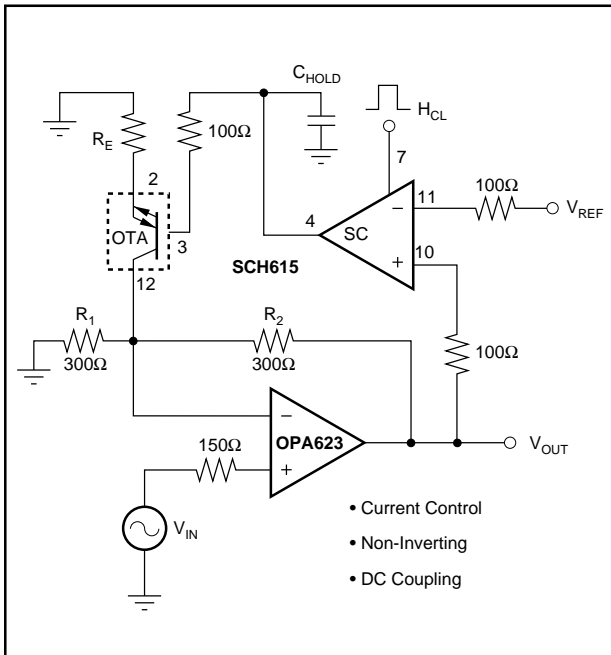 C_HOLD
H_CL
R_E
100Ω
7
2
11
100Ω
V_REF
OTA
3
4
SC
−
+
10
12
SCH615
R_1
300Ω
R_2
300Ω
100Ω
−
+
OPA623
V_OUT
150Ω
V_IN
• Current Control
• Non-Inverting
• DC Coupling